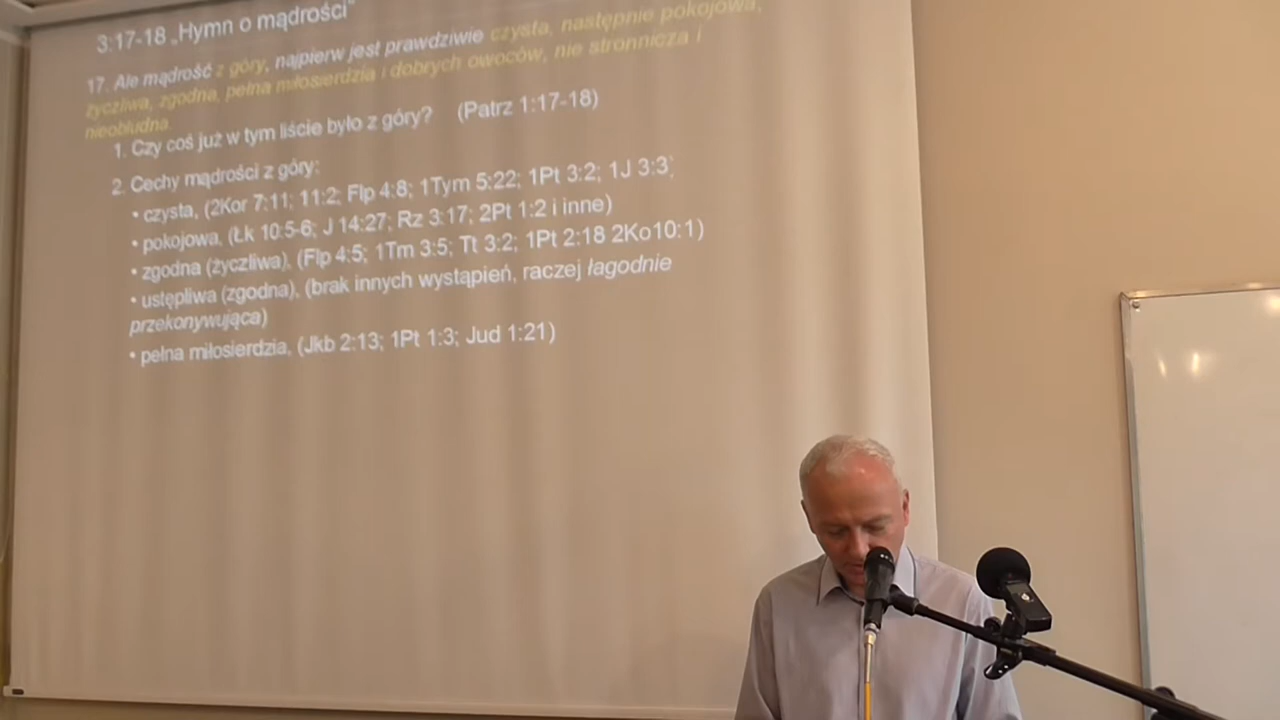 3:17-18 „Hymn o mądrości"
17. Ale mądrość z góry, najpierw jest prawdziwie czysta, następnie pokojowa,
życzliwa, zgodna, pełna miłosierdzia i dobrych owoców, nie stronnicza i
nieobłudna.
1. Czy coś już w tym liście było z góry? (Patrz 1:17-18)
2. Cechy mądrości z góry:
• czysta, (2Kor 7:11; 11:2; Flp 4:8; 1Tym 5:22; 1Pt 3:2; 1J 3:3;
• pokojowa, (Łk 10:5-6; J 14:27; Rz 3:17; 2Pt 1:2 i inne)
• zgodna (życzliwa), (Flp 4:5; 1Tm 3:5; Tt 3:2; 1Pt 2:18 2Ko10:1)
• ustępliwa (zgodna), (brak innych wystąpień, raczej łagodnie
przekonywująca)
• pełna miłosierdzia, (Jkb 2:13; 1Pt 1:3; Jud 1:21)